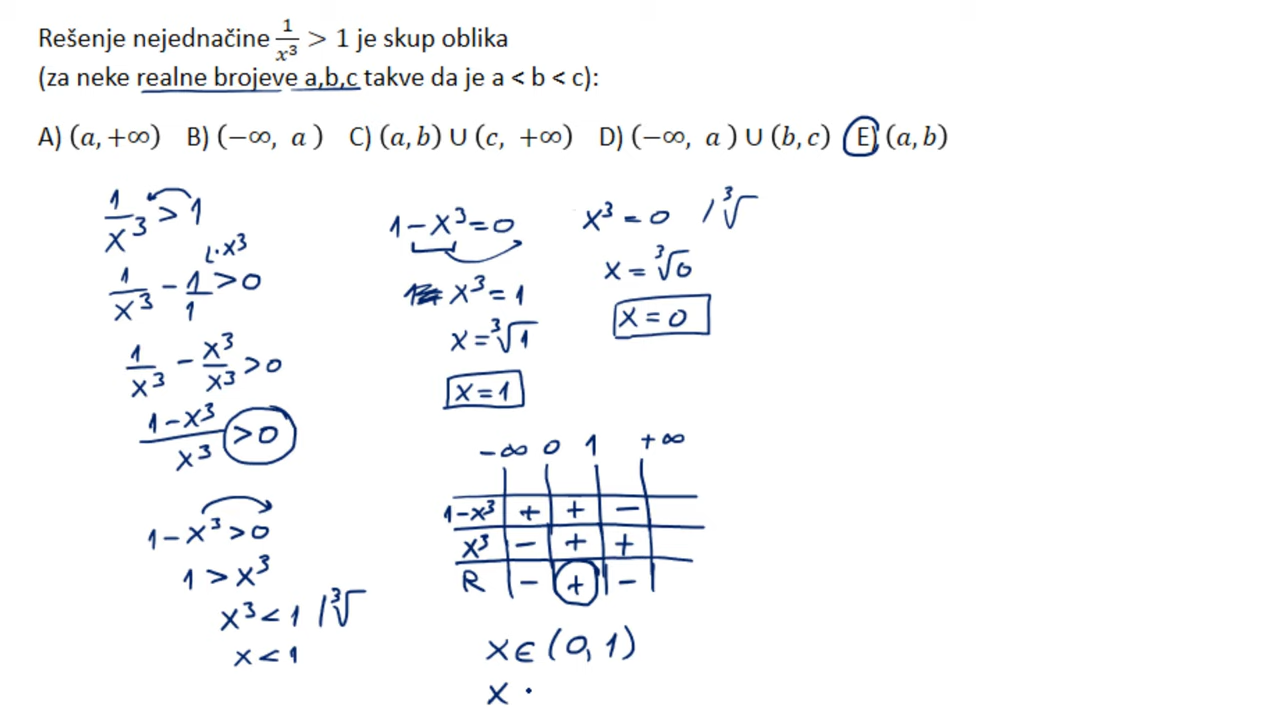 Rešenje nejednačine 1/x³ > 1 je skup oblika
(za neke realne brojeve a,b,c takve da je a < b < c):
A) (a, +∞) B) (−∞, a ) C) (a, b) ∪ (c, +∞) D) (−∞, a ) ∪ (b, c) E) (a, b)
1/x³ > 1
1/x³ − 1/1 > 0
L·x³
1/x³ − x³/x³ > 0
(1−x³)/x³ > 0
1−x³ > 0
1 > x³
x³ < 1 /∛
x < 1
1−x³ = 0
x³ = 1
x = ∛1
x = 1
x³ = 0 /∛
x = ∛0
x = 0
−∞ 0 1 +∞
1−x³ + + −
x³ − + +
R − + −
x ∈ (0, 1)
x ·